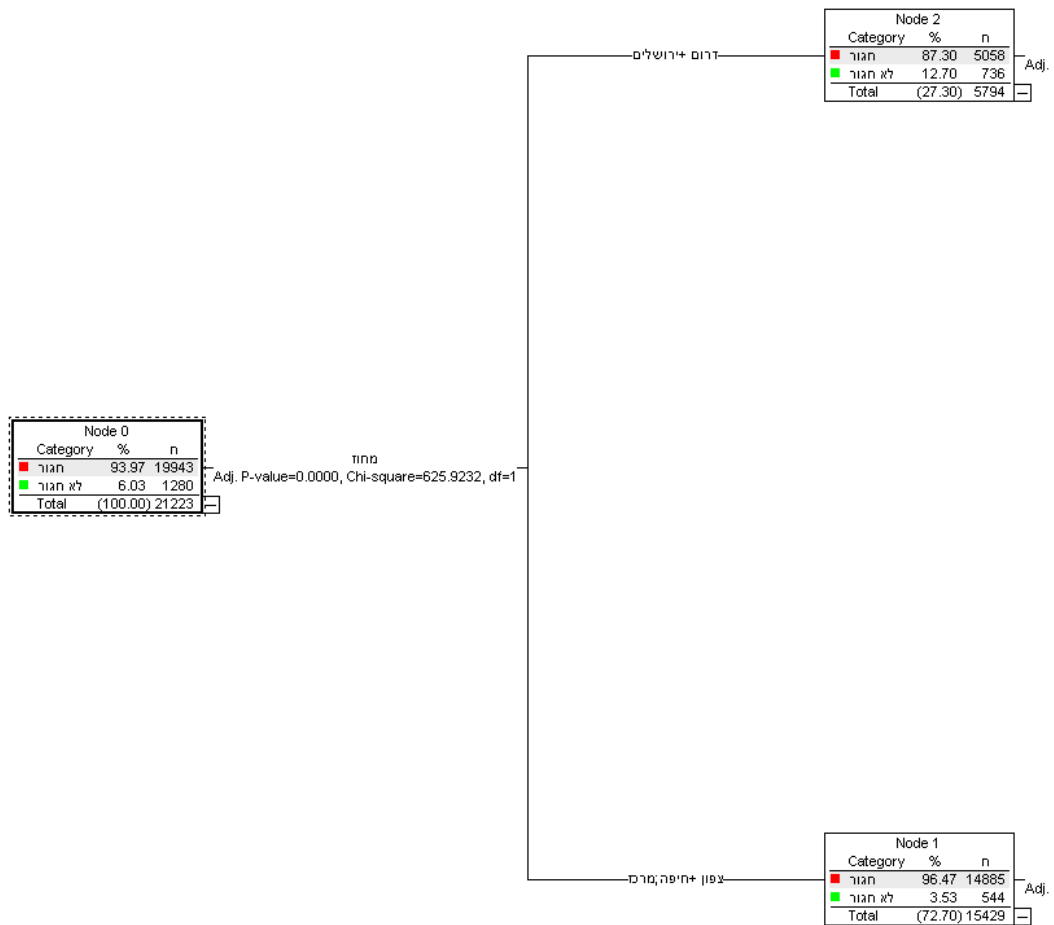 Node 2
Category % n
חגור 87.30 5058
לא חגור 12.70 736
Total (27.30) 5794
Adj.
דרום +ירושלים
Node 0
Category % n
חגור 93.97 19943
לא חגור 6.03 1280
Total (100.00) 21223
מחוז
Adj. P-value=0.0000, Chi-square=625.9232, df=1
צפון +חיפה;מרכז
Node 1
Category % n
חגור 96.47 14885
לא חגור 3.53 544
Total (72.70) 15429
Adj.